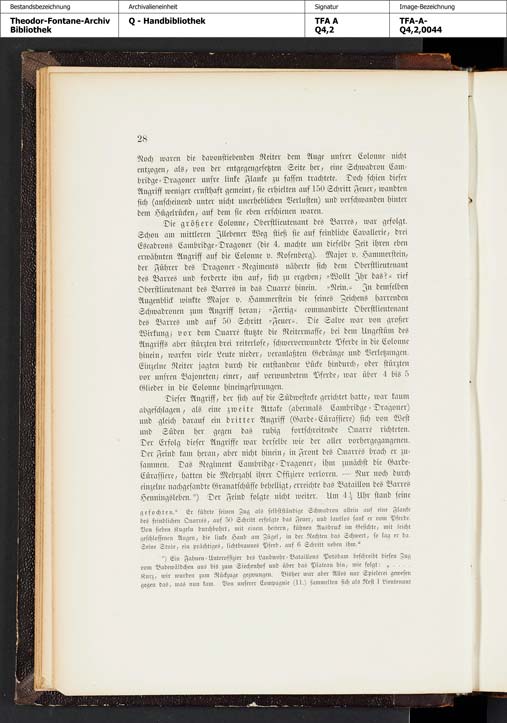 Bestandsbezeichnung
Theodor-Fontane-Archiv
Bibliothek
Archivalieneinheit
Q - Handbibliothek
Signatur
TFA A
Q4,2
Image-Bezeichnung
TFA-A-
Q4,2,0044
28
Noch waren die davonstiebenden Reiter dem Auge unsrer Colonne nicht
entzogen, als, von der entgegengesetzten Seite her, eine Schwadron Cam-
bridge-Dragoner unsre linke Flanke zu fassen trachtete. Doch schien dieser
Angriff weniger ernsthaft gemeint, sie erhielten auf 150 Schritt Feuer, wandten
sich (anscheinend unter nicht unerheblichen Verlusten) und verschwanden hinter
dem Hügelrücken, auf dem sie eben erschienen waren.
Die größere Colonne, Oberstlieutenant des Barres, war gefolgt.
Schon am mittleren Illebener Weg stieß sie auf feindliche Cavallerie, drei
Escadrons Cambridge-Dragoner (die 4. machte um dieselbe Zeit ihren eben
erwähnten Angriff auf die Colonne v. Rosenberg). Major v. Hammerstein,
der Führer des Dragoner-Regiments näherte sich dem Oberstlieutenant
des Barres und forderte ihn auf, sich zu ergeben; »Wollt Ihr das?« rief
Oberstlieutenant des Barres in das Quarré hinein. »Nein.« In demselben
Augenblick winkte Major v. Hammerstein die seines Zeichens harrenden
Schwadronen zum Angriff heran; »Fertig« commandirte Oberstlieutenant
des Barres und auf 50 Schritt »Feuer«. Die Salve war von großer
Wirkung; vor dem Quarré stutzte die Reitermasse, bei dem Ungestüm des
Angriffs aber stürzten drei reiterlose, schwerverwundete Pferde in die Colonne
hinein, warfen viele Leute nieder, veranlaßten Gedränge und Verletzungen.
Einzelne Reiter jagten durch die entstandene Lücke hindurch, oder stürzten
vor unsren Bajoneten; einer, auf verwundetem Pferde, war über 4 bis 5
Glieder in die Colonne hineingesprungen.
Dieser Angriff, der sich auf die Südwestecke gerichtet hatte, war kaum
abgeschlagen, als eine zweite Attake (abermals Cambridge-Dragoner)
und gleich darauf ein dritter Angriff (Garde-Cürassiere) sich von West
und Süden her gegen das ruhig fortschreitende Quarré richteten.
Der Erfolg dieser Angriffe war derselbe wie der aller vorhergegangenen.
Der Feind kam heran, aber nicht hinein; in Front des Quarrés brach er zu-
sammen. Das Regiment Cambridge-Dragoner, ihm zunächst die Garde-
Cürassiere, hatten die Mehrzahl ihrer Offiziere verloren. — Nur noch durch
einzelne nachgesandte Granatschüsse behelligt, erreichte das Bataillon des Barres
Henningsleben.*) Der Feind folgte nicht weiter. Um 4½ Uhr stand seine
gefochten.“ Er führte seinen Zug als selbstständige Schwadron allein auf eine Flanke
des feindlichen Quarrés, auf 50 Schritt erfolgte das Feuer, und lautlos sank er vom Pferde.
Von sieben Kugeln durchbohrt, mit einem heitern, kühnen Ausdruck im Gesichte, mit leicht
geschlossenen Augen, die linke Hand am Zügel, in der Rechten das Schwert, so lag er da.
Seine Stute, ein prächtiges, lichtbraunes Pferd, auf 6 Schritt neben ihm.“
*) Ein Fahnen-Unteroffizier des Landwehr-Bataillons Potsdam beschreibt diesen Zug
vom Badewäldchen aus bis zum Siechenhof und über das Plateau hin, wie folgt: „ . . . .
Kurz, wir wurden zum Rückzuge gezwungen. Bisher war aber Alles nur Spielerei gewesen
gegen das, was nun kam. Von unserer Compagnie (11.) sammelten sich als Rest 1 Lieutenant